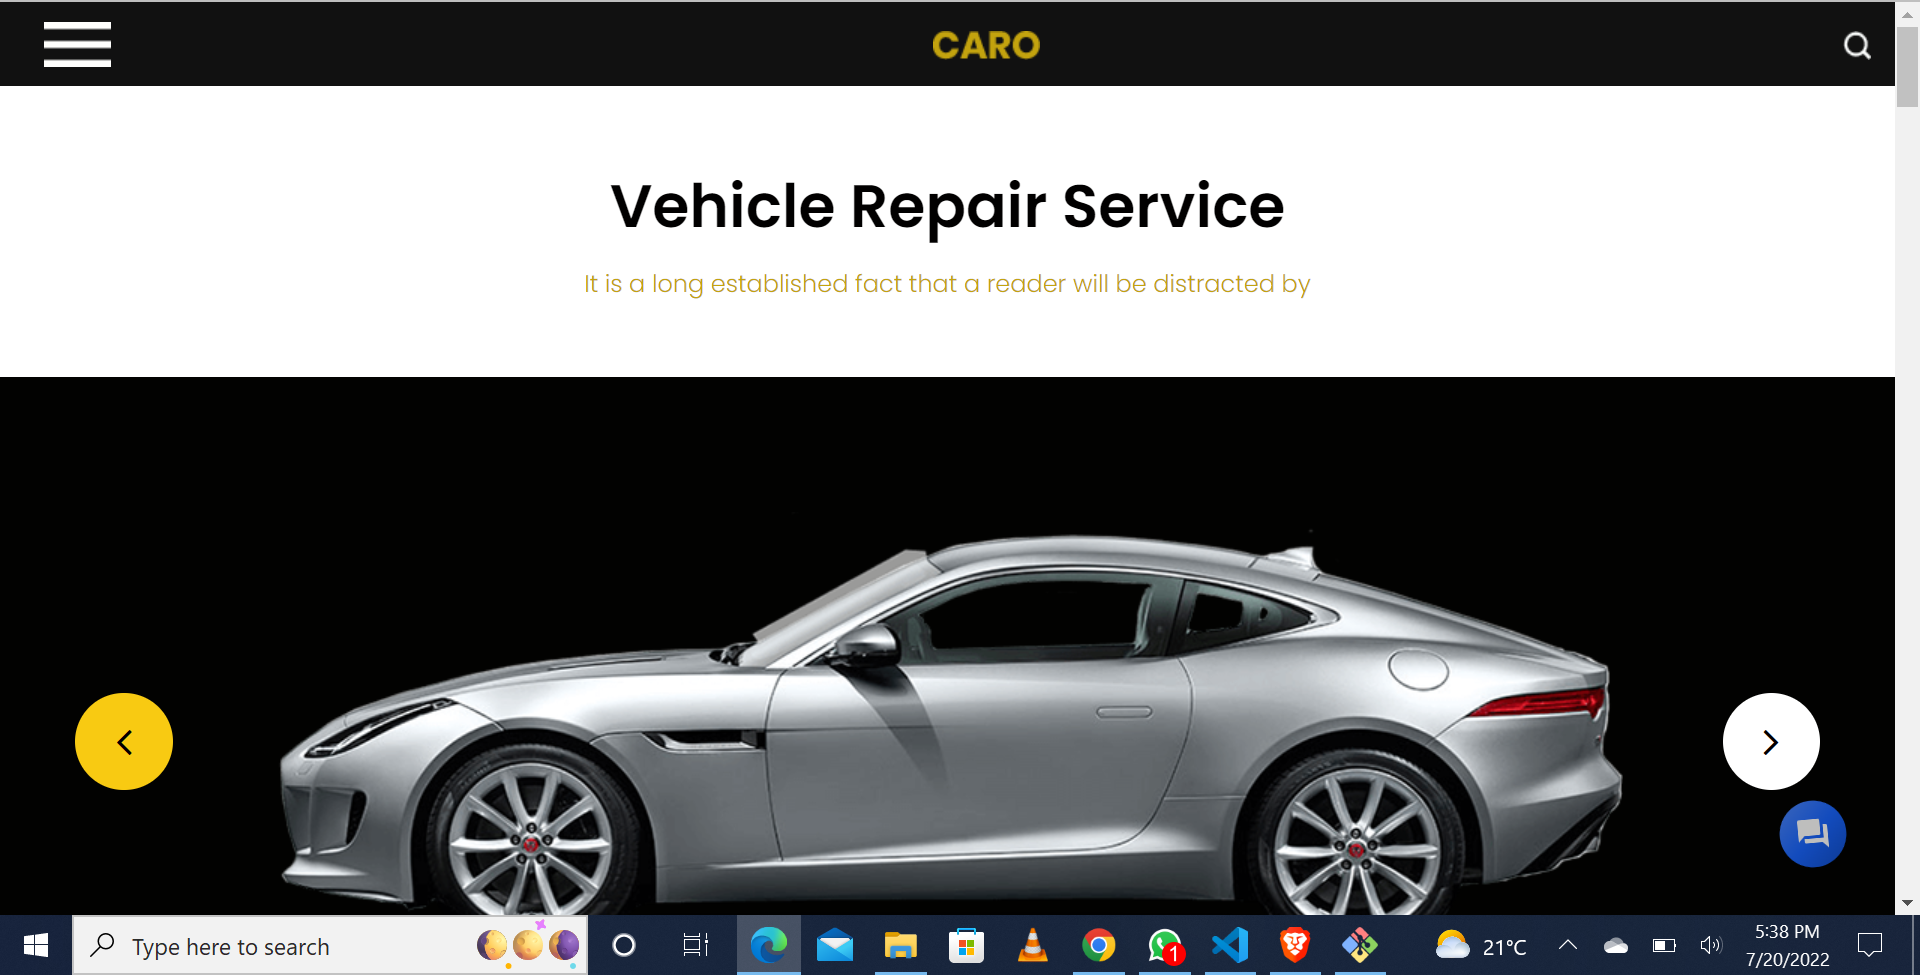 CARO
Vehicle Repair Service
It is a long established fact that a reader will be distracted by
Type here to search
1
21°C
5:38 PM
7/20/2022